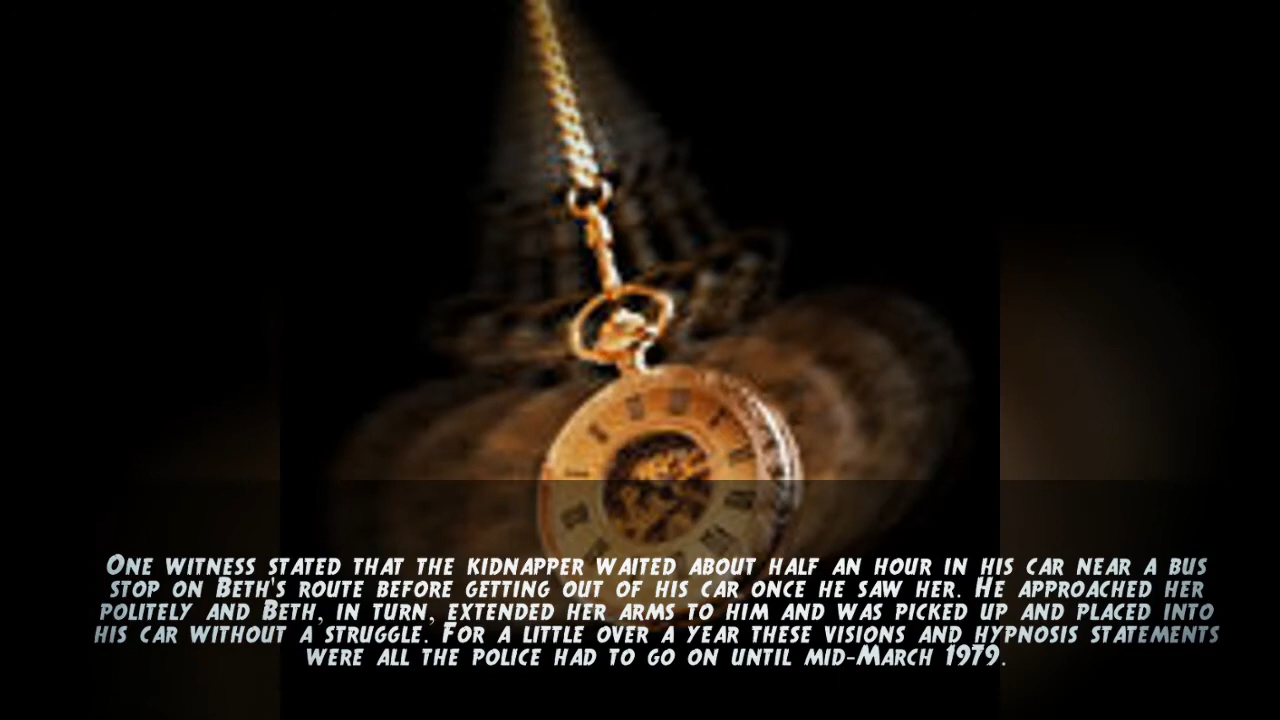 One witness stated that the kidnapper waited about half an hour in his car near a bus
stop on Beth's route before getting out of his car once he saw her. He approached her
politely and Beth, in turn, extended her arms to him and was picked up and placed into
his car without a struggle. For a little over a year these visions and hypnosis statements
were all the police had to go on until mid-March 1979.